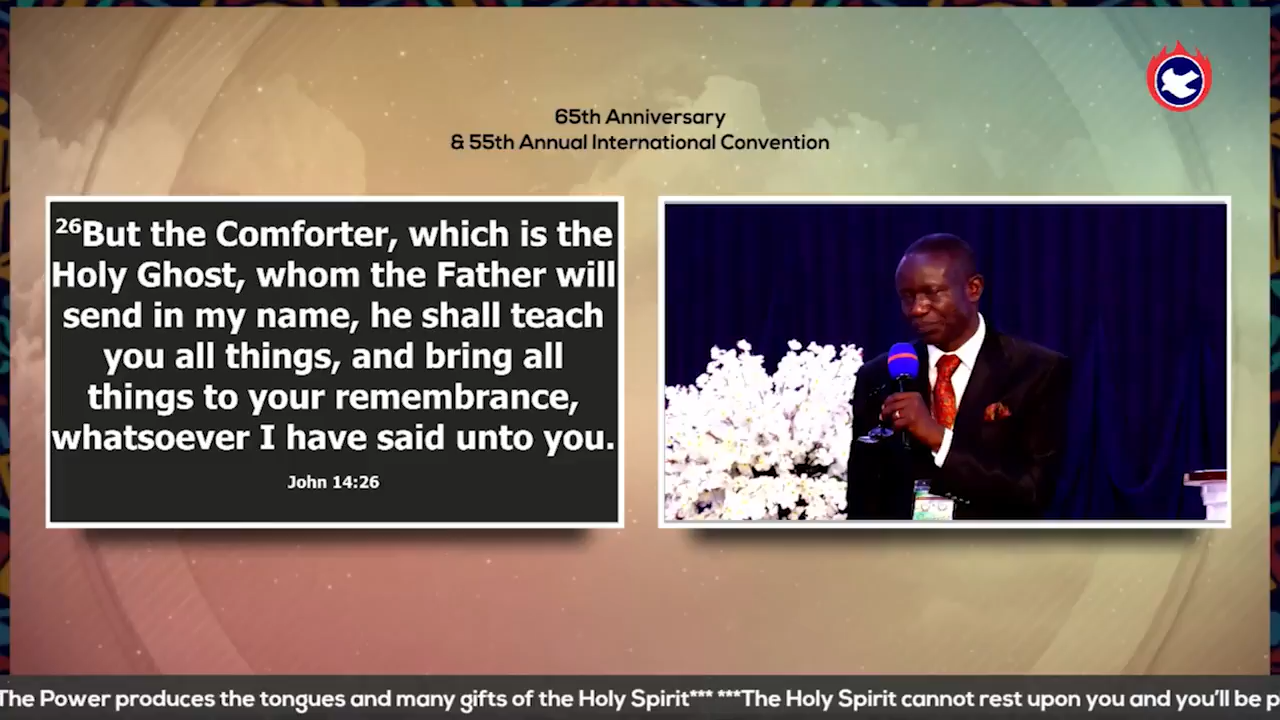 65th Anniversary
& 55th Annual International Convention
26But the Comforter, which is the
Holy Ghost, whom the Father will
send in my name, he shall teach
you all things, and bring all
things to your remembrance,
whatsoever I have said unto you.
John 14:26
The Power produces the tongues and many gifts of the Holy Spirit*** ***The Holy Spirit cannot rest upon you and you'll be p